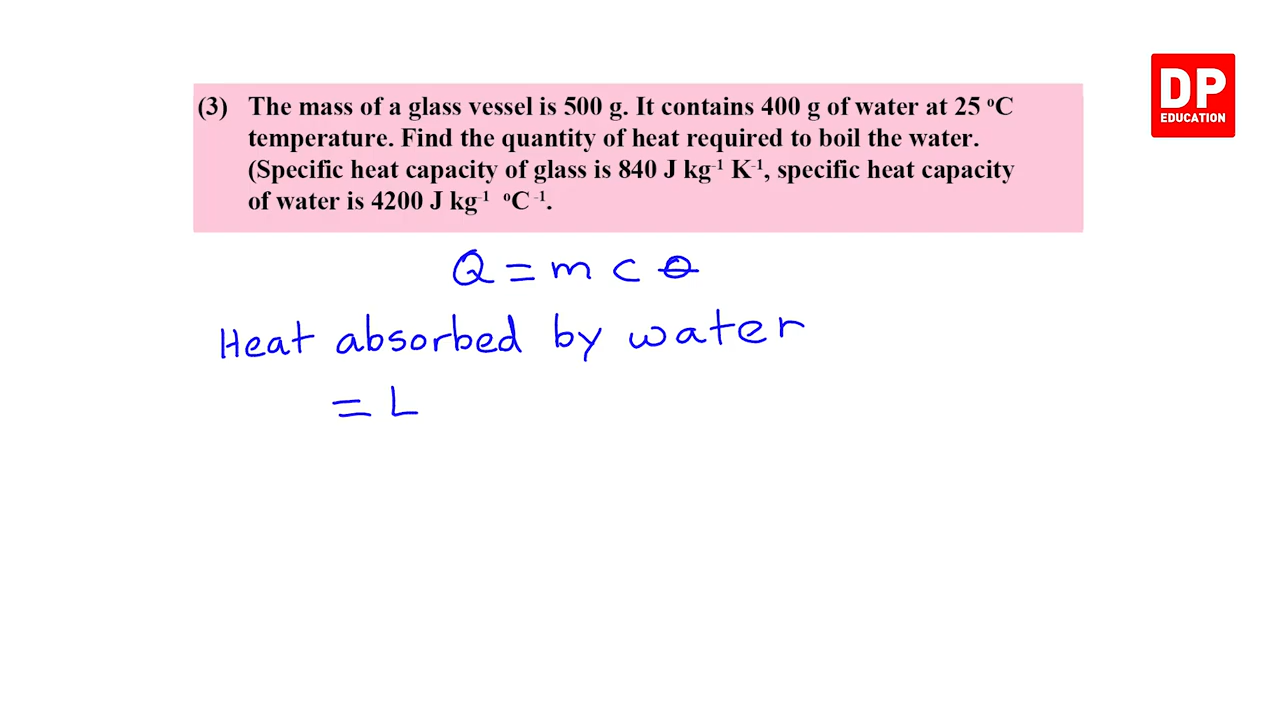 DP
EDUCATION
(3) The mass of a glass vessel is 500 g. It contains 400 g of water at 25 ºC
temperature. Find the quantity of heat required to boil the water.
(Specific heat capacity of glass is 840 J kg⁻¹ K⁻¹, specific heat capacity
of water is 4200 J kg⁻¹ ºC⁻¹.
Q = m c θ
Heat absorbed by water
= L